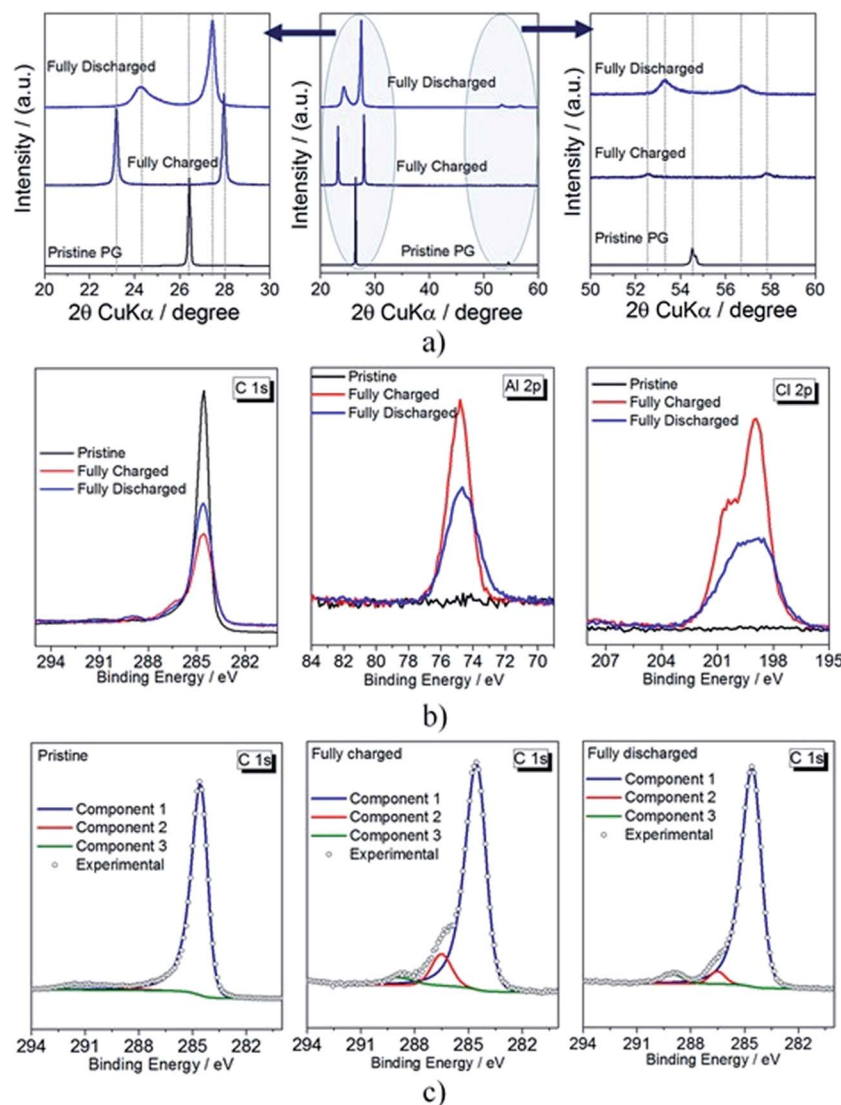 Intensity / (a.u.)
Fully Discharged
Fully Charged
Pristine PG
20 22 24 26 28 30
2θ CuKα / degree
Intensity / (a.u.)
Fully Discharged
Fully Charged
Pristine PG
20 30 40 50 60
2θ CuKα / degree
Intensity / (a.u.)
Fully Discharged
Fully Charged
Pristine PG
50 52 54 56 58 60
2θ CuKα / degree
a)
C 1s
Pristine
Fully Charged
Fully Discharged
294 291 288 285 282
Binding Energy / eV
Al 2p
Pristine
Fully Charged
Fully Discharged
84 80 76 72 69
Binding Energy / eV
Cl 2p
Pristine
Fully Charged
Fully Discharged
207 204 201 198 195
Binding Energy / eV
b)
Pristine
C 1s
Component 1
Component 2
Component 3
Experimental
294 291 288 285 282
Binding Energy / eV
Fully charged
C 1s
Component 1
Component 2
Component 3
Experimental
294 291 288 285 282
Binding Energy / eV
Fully discharged
C 1s
Component 1
Component 2
Component 3
Experimental
294 291 288 285 282
Binding Energy / eV
c)